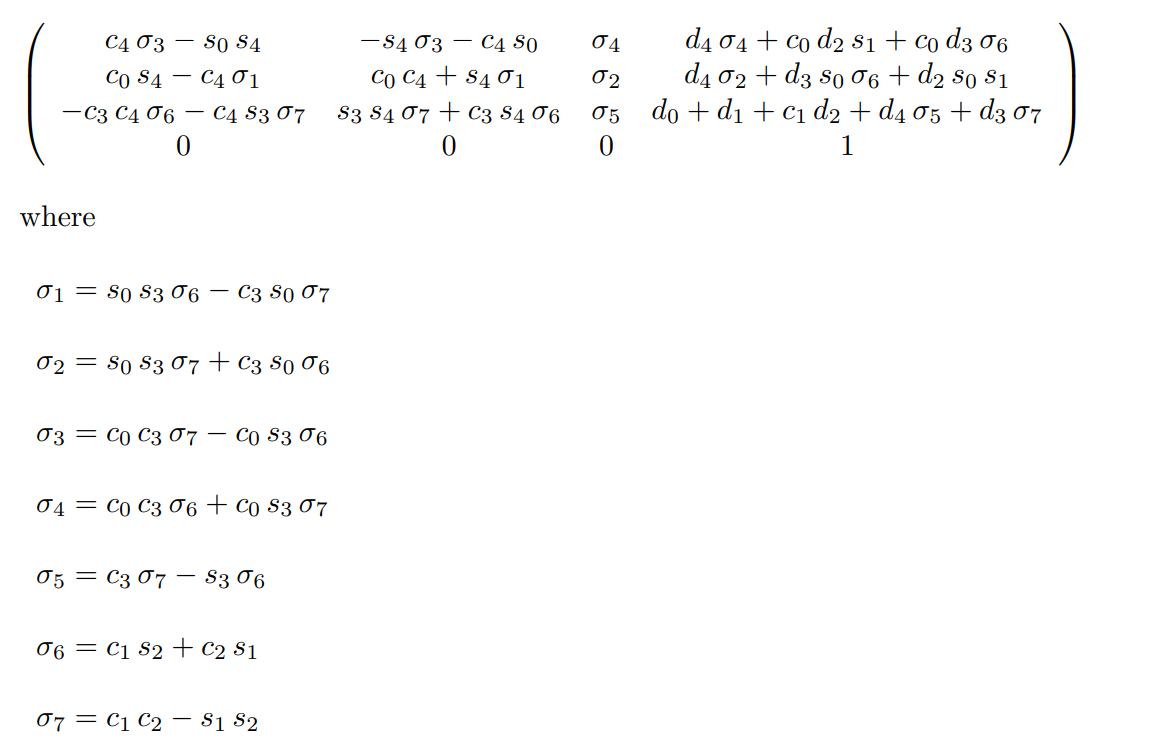 c₄ σ₃ − s₀ s₄   −s₄ σ₃ − c₄ s₀   σ₄   d₄ σ₄ + c₀ d₂ s₁ + c₀ d₃ σ₆
c₀ s₄ − c₄ σ₁   c₀ c₄ + s₄ σ₁   σ₂   d₄ σ₂ + d₃ s₀ σ₆ + d₂ s₀ s₁
−c₃ c₄ σ₆ − c₄ s₃ σ₇   s₃ s₄ σ₇ + c₃ s₄ σ₆   σ₅   d₀ + d₁ + c₁ d₂ + d₄ σ₅ + d₃ σ₇
0   0   0   1
where
σ₁ = s₀ s₃ σ₆ − c₃ s₀ σ₇
σ₂ = s₀ s₃ σ₇ + c₃ s₀ σ₆
σ₃ = c₀ c₃ σ₇ − c₀ s₃ σ₆
σ₄ = c₀ c₃ σ₆ + c₀ s₃ σ₇
σ₅ = c₃ σ₇ − s₃ σ₆
σ₆ = c₁ s₂ + c₂ s₁
σ₇ = c₁ c₂ − s₁ s₂